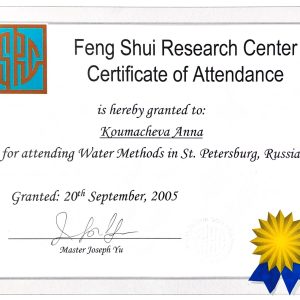 Feng Shui Research Center
Certificate of Attendance
is hereby granted to:
Koumacheva Anna
for attending Water Methods in St. Petersburg, Russia
Granted: 20th September, 2005
Master Joseph Yu